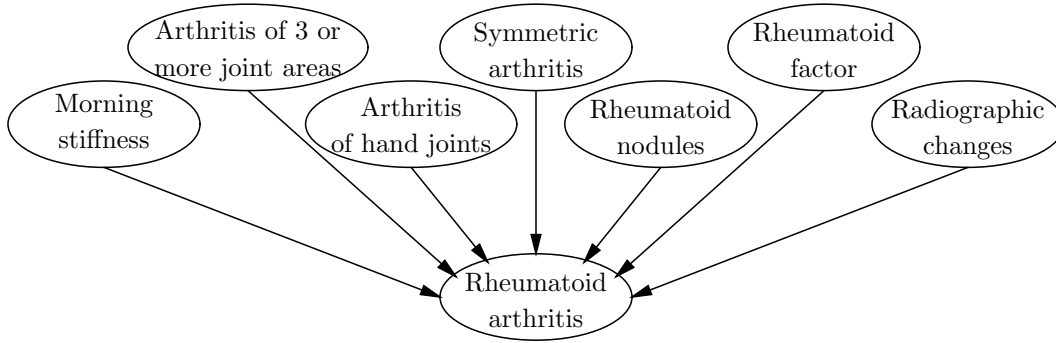 Arthritis of 3 or
more joint areas
Symmetric
arthritis
Rheumatoid
factor
Morning
stiffness
Arthritis
of hand joints
Rheumatoid
nodules
Radiographic
changes
Rheumatoid
arthritis